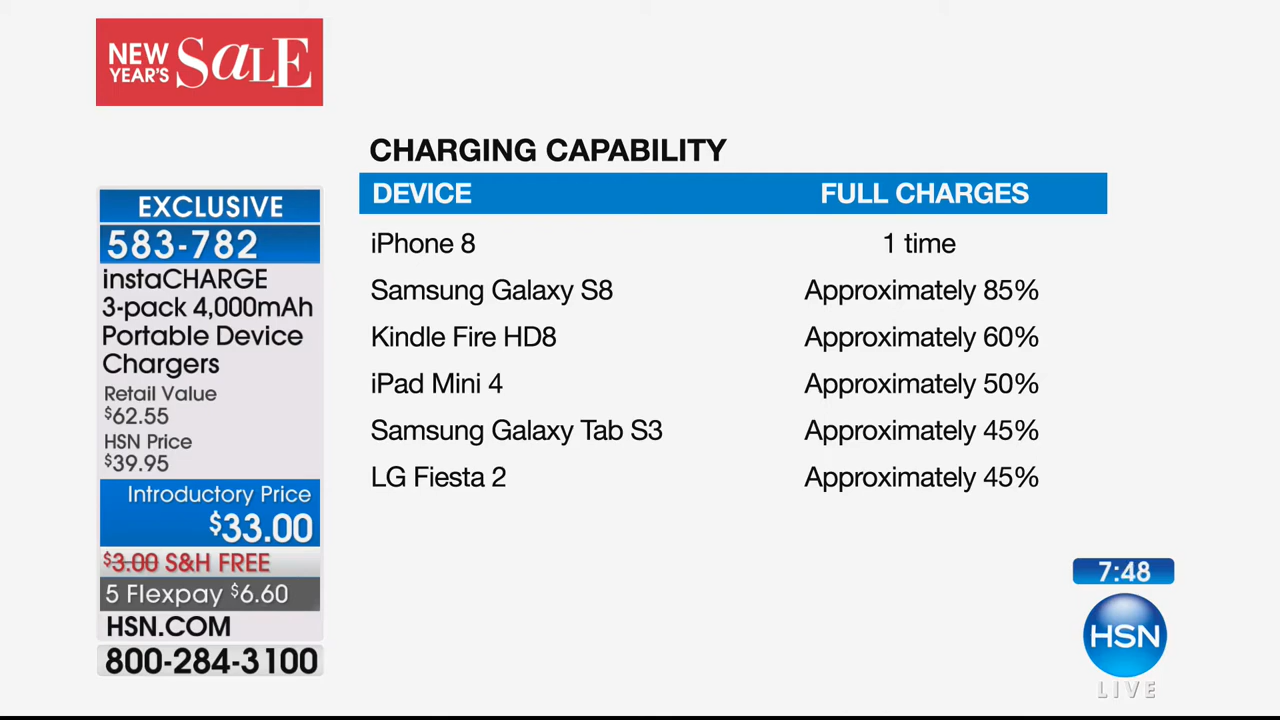 NEW YEAR'S SALE
EXCLUSIVE
583-782
instaCHARGE
3-pack 4,000mAh
Portable Device
Chargers
Retail Value
$62.55
HSN Price
$39.95
Introductory Price
$33.00
$3.00 S&H FREE
5 Flexpay $6.60
HSN.COM
800-284-3100
CHARGING CAPABILITY
DEVICE FULL CHARGES
iPhone 8 1 time
Samsung Galaxy S8 Approximately 85%
Kindle Fire HD8 Approximately 60%
iPad Mini 4 Approximately 50%
Samsung Galaxy Tab S3 Approximately 45%
LG Fiesta 2 Approximately 45%
7:48
HSN
LIVE